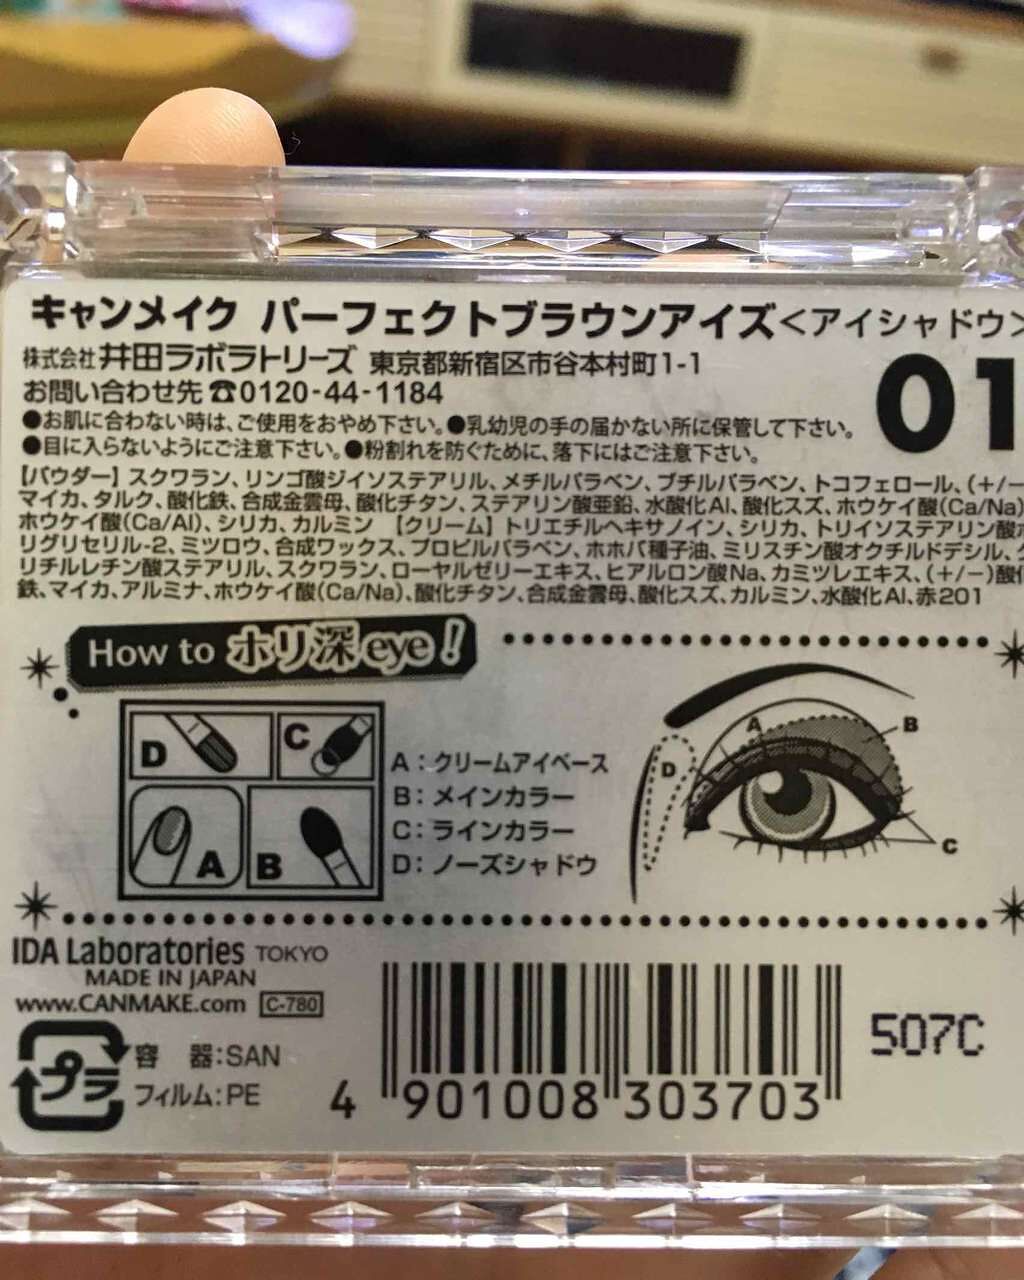 キャンメイク パーフェクトブラウンアイズ<アイシャドウ>
株式会社 井田ラボラトリーズ 東京都新宿区市谷本村町1-1
お問い合わせ先 ☎0120-44-1184
01
●お肌に合わない時は、ご使用をおやめ下さい。●乳幼児の手の届かない所に保管して下さい。
●目に入らないようにご注意下さい。●粉割れを防ぐために、落下にはご注意下さい。
【パウダー】スクワラン、リンゴ酸ジイソステアリル、メチルパラベン、ブチルパラベン、トコフェロール、(+/−
マイカ、タルク、酸化鉄、合成金雲母、酸化チタン、ステアリン酸亜鉛、水酸化Al、酸化スズ、ホウケイ酸(Ca/Na)
ホウケイ酸(Ca/Al)、シリカ、カルミン 【クリーム】トリエチルヘキサノイン、シリカ、トリイソステアリン酸ポ
リグリセリル-2、ミツロウ、合成ワックス、プロピルパラベン、ホホバ種子油、ミリスチン酸オクチルドデシル、グ
リチルレチン酸ステアリル、スクワラン、ローヤルゼリーエキス、ヒアルロン酸Na、カミツレエキス、(+/−)酸化
鉄、マイカ、アルミナ、ホウケイ酸(Ca/Na)、酸化チタン、合成金雲母、酸化スズ、カルミン、水酸化Al、赤201
How to ホリ深eye!
D
C
A
B
A：クリームアイベース
B：メインカラー
C：ラインカラー
D：ノーズシャドウ
A
B
D
C
IDA Laboratories TOKYO
MADE IN JAPAN
www.CANMAKE.com C-780
プラ
容 器：SAN
フィルム：PE
4 901008 303703
507C